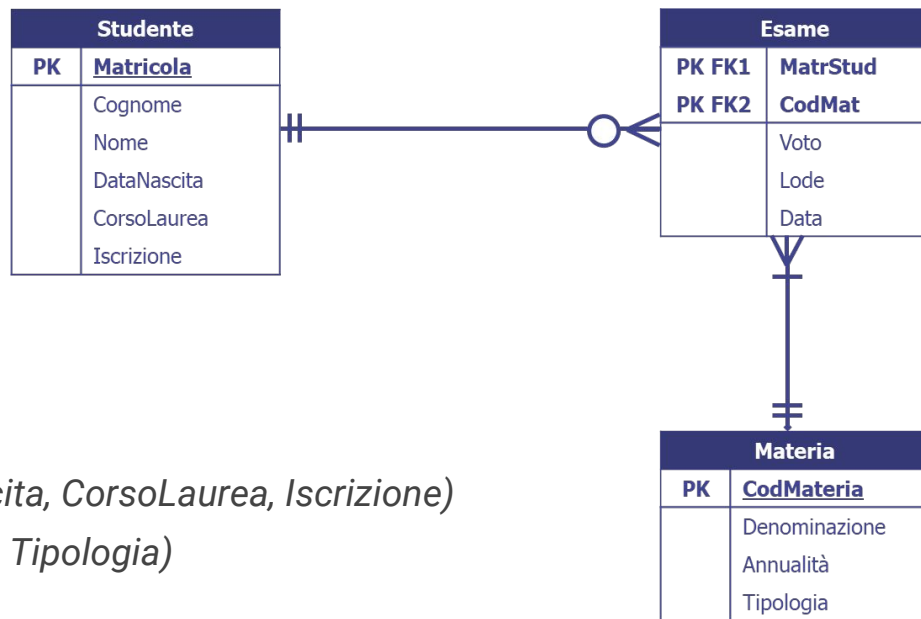 Studente
PK Matricola
Cognome
Nome
DataNascita
CorsoLaurea
Iscrizione
Esame
PK FK1 MatrStud
PK FK2 CodMat
Voto
Lode
Data
Materia
PK CodMateria
Denominazione
Annualità
Tipologia
cita, CorsoLaurea, Iscrizione)
Tipologia)